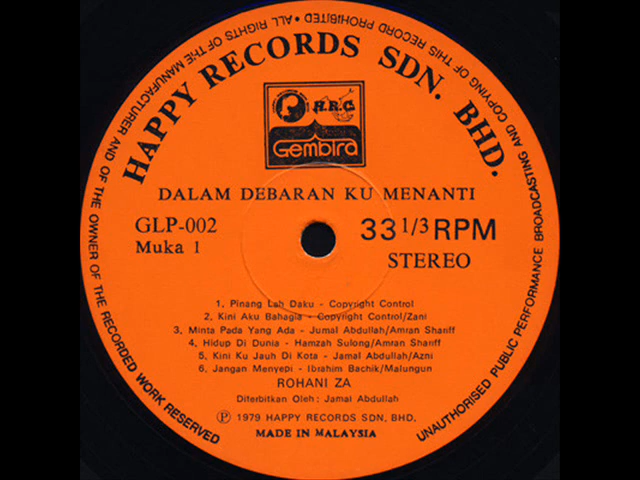 ALL RIGHTS OF THE MANUFACTURER AND OF THE OWNER OF THE RECORDED WORK RESERVED
UNAUTHORISED PUBLIC PERFORMANCE BROADCASTING AND COPYING OF THIS RECORD PROHIBITED
HAPPY RECORDS SDN. BHD.
H.R.C
Gembira
DALAM DEBARAN KU MENANTI
GLP-002
33 1/3 RPM
Muka 1
STEREO
1. Pinang Lah Daku - Copyright Control
2. Kini Aku Bahagia - Copyright Control/Zani
3. Minta Pada Yang Ada - Jumal Abdullah/Amran Shariff
4. Hidup Di Dunia - Hamzah Sulong/Amran Shariff
5. Kini Ku Jauh Di Kota - Jamal Abdullah/Azni
6. Jangan Menyepi - Ibrahim Bachik/Malungun
ROHANI ZA
Diterbitkan Oleh : Jamal Abdullah
Ⓟ 1979 HAPPY RECORDS SDN. BHD.
MADE IN MALAYSIA